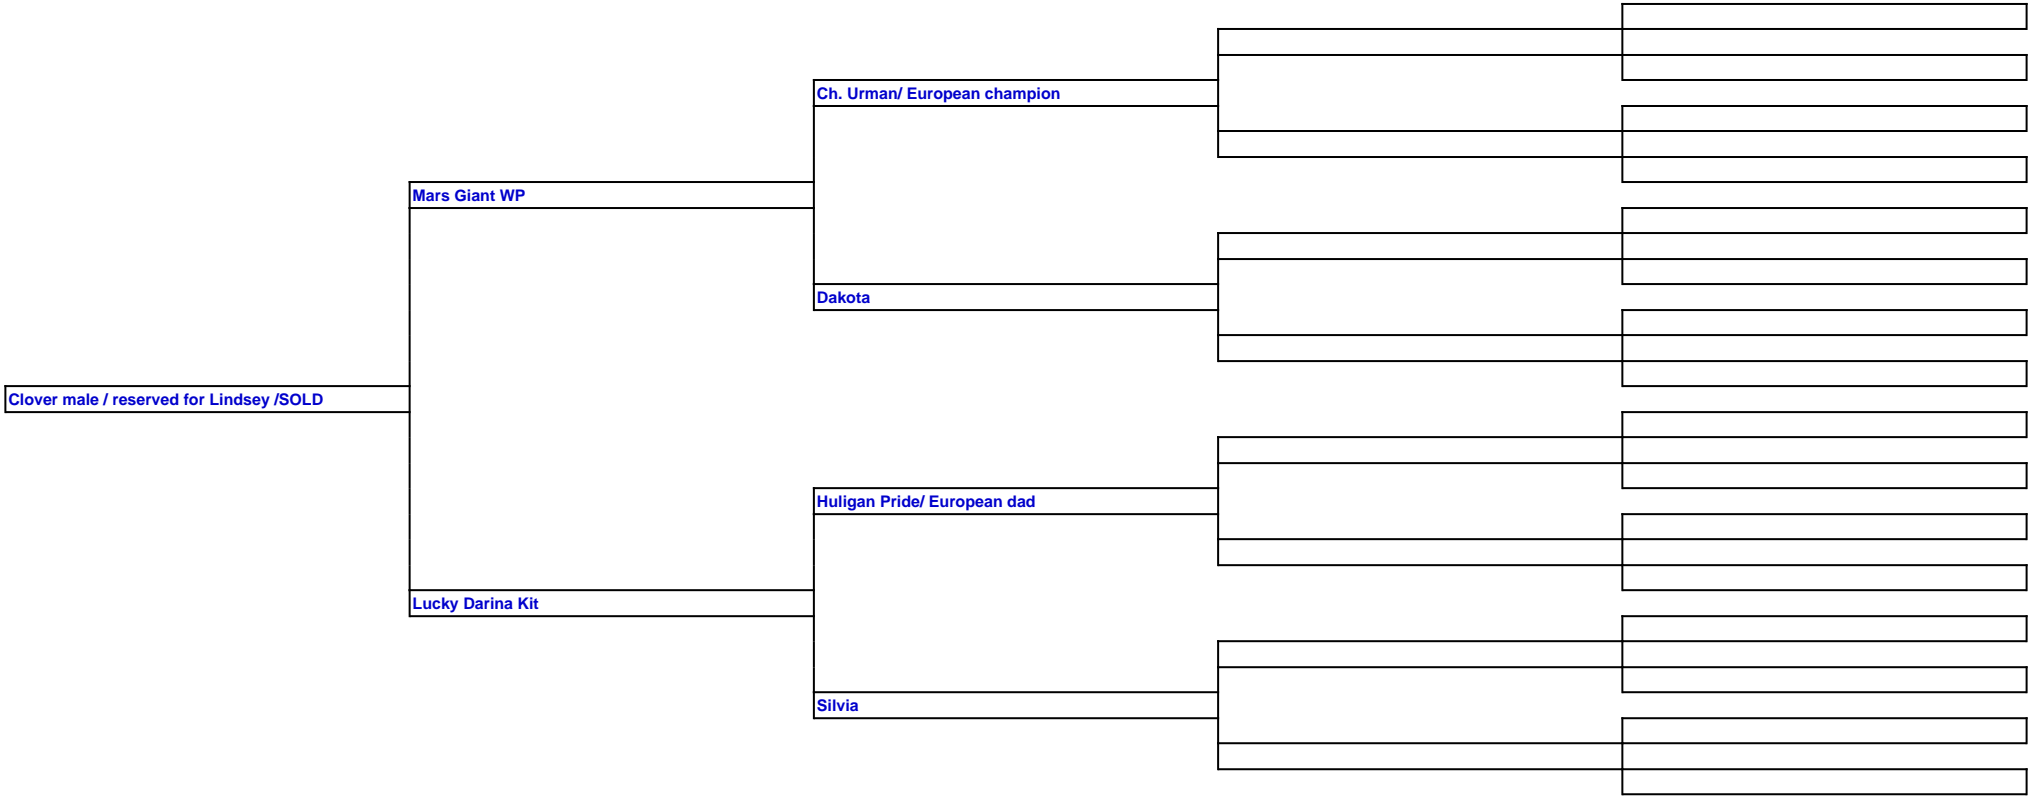 Ch. Urman/ European champion
Mars Giant WP
Dakota
Clover male / reserved for Lindsey /SOLD
Huligan Pride/ European dad
Lucky Darina Kit
Silvia